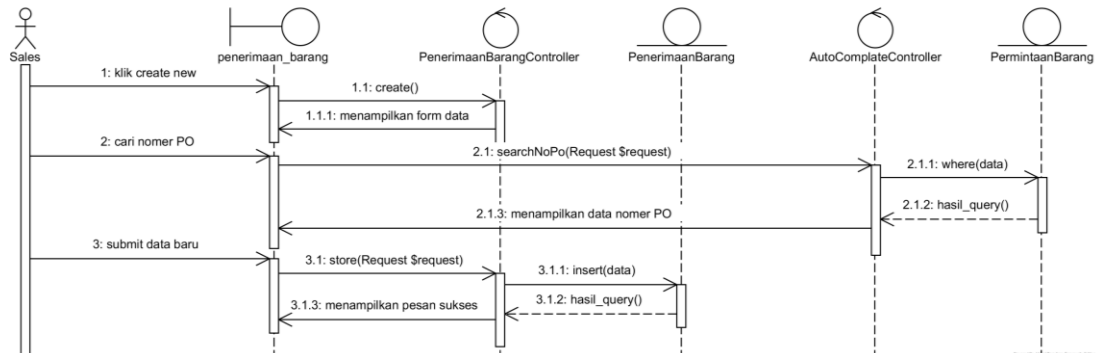 Sales
penerimaan_barang
PenerimaanBarangController
PenerimaanBarang
AutoComplateController
PermintaanBarang
1: klik create new
1.1: create()
1.1.1: menampilkan form data
2: cari nomer PO
2.1: searchNoPo(Request $request)
2.1.1: where(data)
2.1.2: hasil_query()
2.1.3: menampilkan data nomer PO
3: submit data baru
3.1: store(Request $request)
3.1.1: insert(data)
3.1.2: hasil_query()
3.1.3: menampilkan pesan sukses